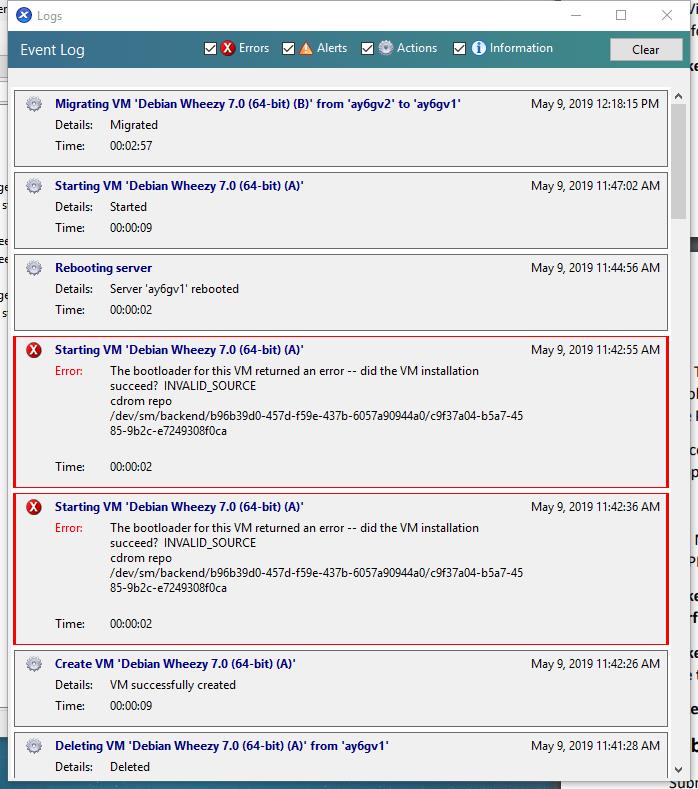 Logs
Event Log
Errors
Alerts
Actions
Information
Clear
Migrating VM 'Debian Wheezy 7.0 (64-bit) (B)' from 'ay6gv2' to 'ay6gv1' May 9, 2019 12:18:15 PM
Details: Migrated
Time: 00:02:57
Starting VM 'Debian Wheezy 7.0 (64-bit) (A)' May 9, 2019 11:47:02 AM
Details: Started
Time: 00:00:09
Rebooting server May 9, 2019 11:44:56 AM
Details: Server 'ay6gv1' rebooted
Time: 00:00:02
Starting VM 'Debian Wheezy 7.0 (64-bit) (A)' May 9, 2019 11:42:55 AM
Error: The bootloader for this VM returned an error -- did the VM installation
succeed? INVALID_SOURCE
cdrom repo
/dev/sm/backend/b96b39d0-457d-f59e-437b-6057a90944a0/c9f37a04-b5a7-45
85-9b2c-e7249308f0ca
Time: 00:00:02
Starting VM 'Debian Wheezy 7.0 (64-bit) (A)' May 9, 2019 11:42:36 AM
Error: The bootloader for this VM returned an error -- did the VM installation
succeed? INVALID_SOURCE
cdrom repo
/dev/sm/backend/b96b39d0-457d-f59e-437b-6057a90944a0/c9f37a04-b5a7-45
85-9b2c-e7249308f0ca
Time: 00:00:02
Create VM 'Debian Wheezy 7.0 (64-bit) (A)' May 9, 2019 11:42:26 AM
Details: VM successfully created
Time: 00:00:09
Deleting VM 'Debian Wheezy 7.0 (64-bit) (A)' from 'ay6gv1' May 9, 2019 11:41:28 AM
Details: Deleted